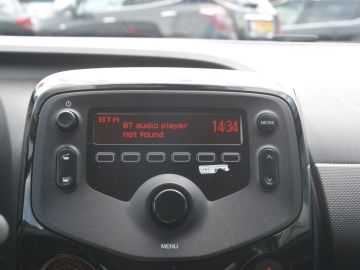 BTA
BT audio player
not found
14:34
MODE
MENU